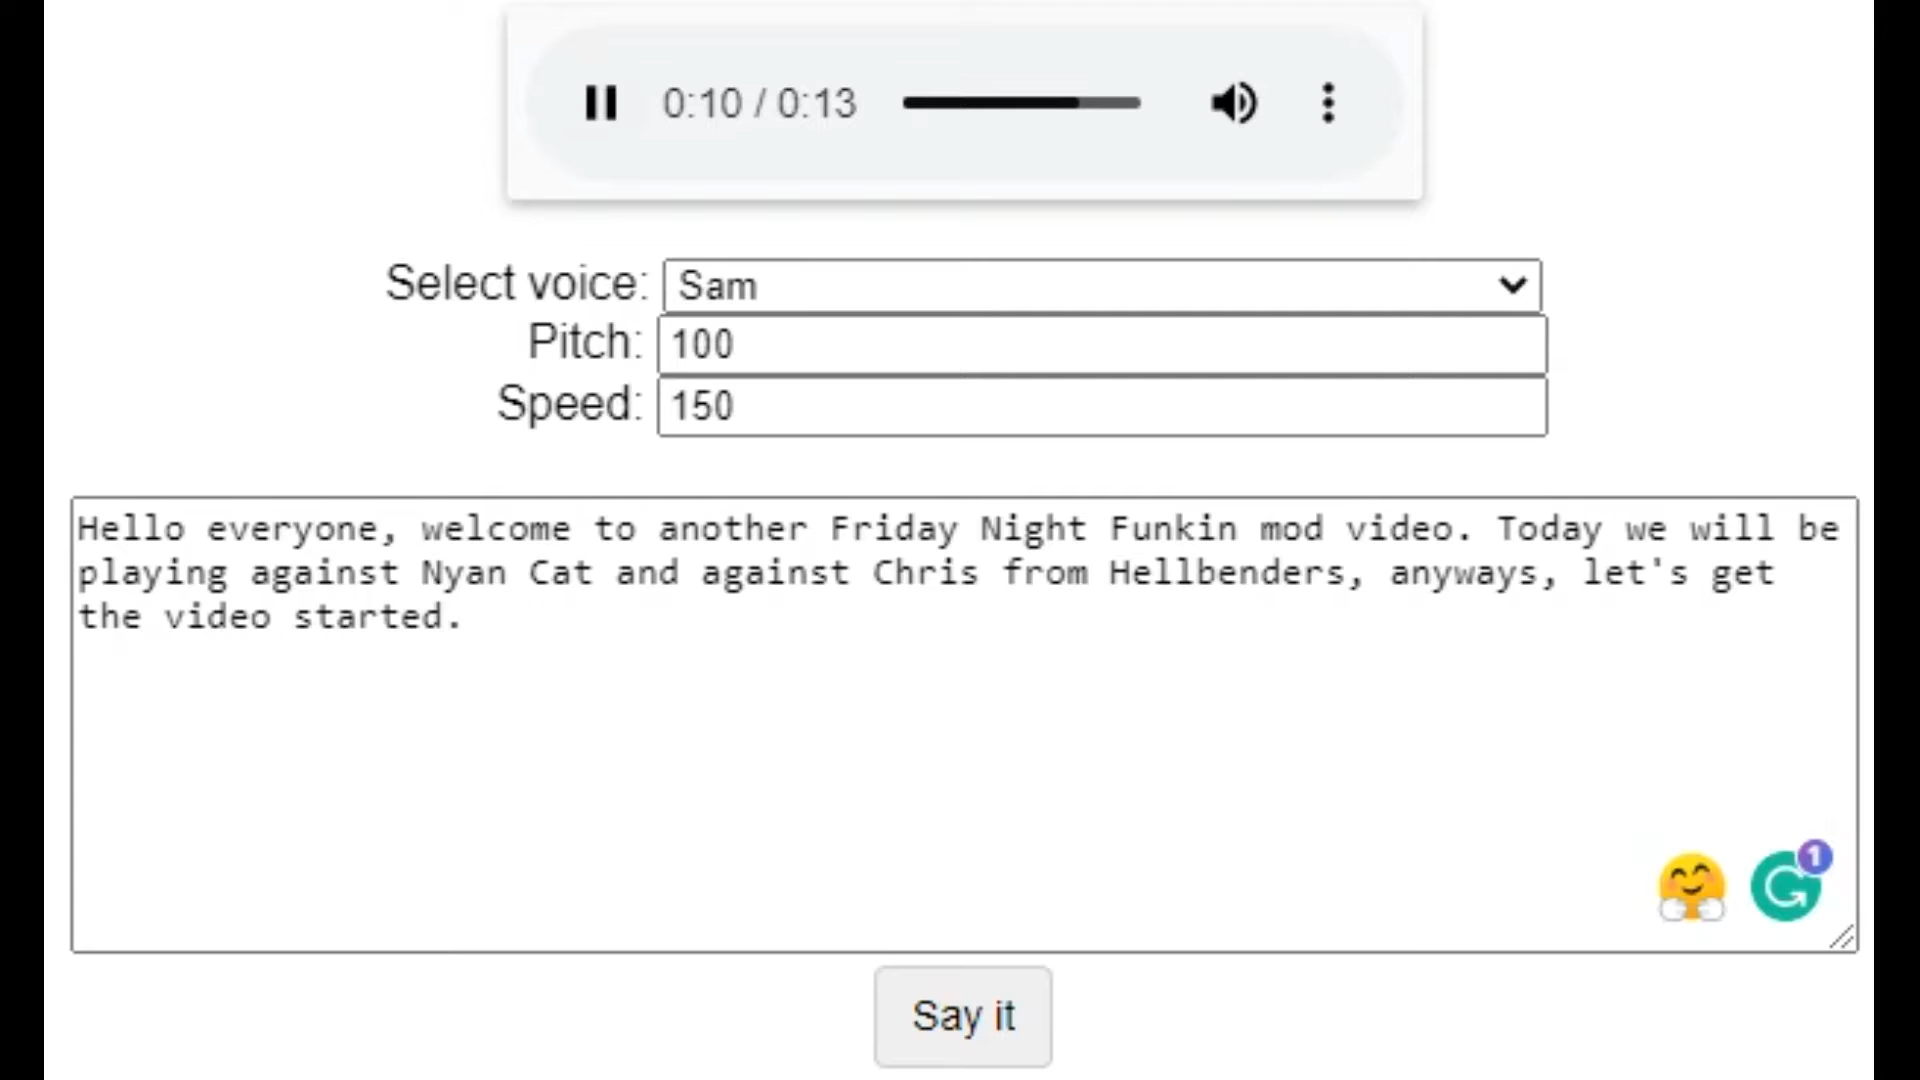 0:10 / 0:13
Select voice: Sam
Pitch: 100
Speed: 150
Hello everyone, welcome to another Friday Night Funkin mod video. Today we will be
playing against Nyan Cat and against Chris from Hellbenders, anyways, let's get
the video started.
1
Say it